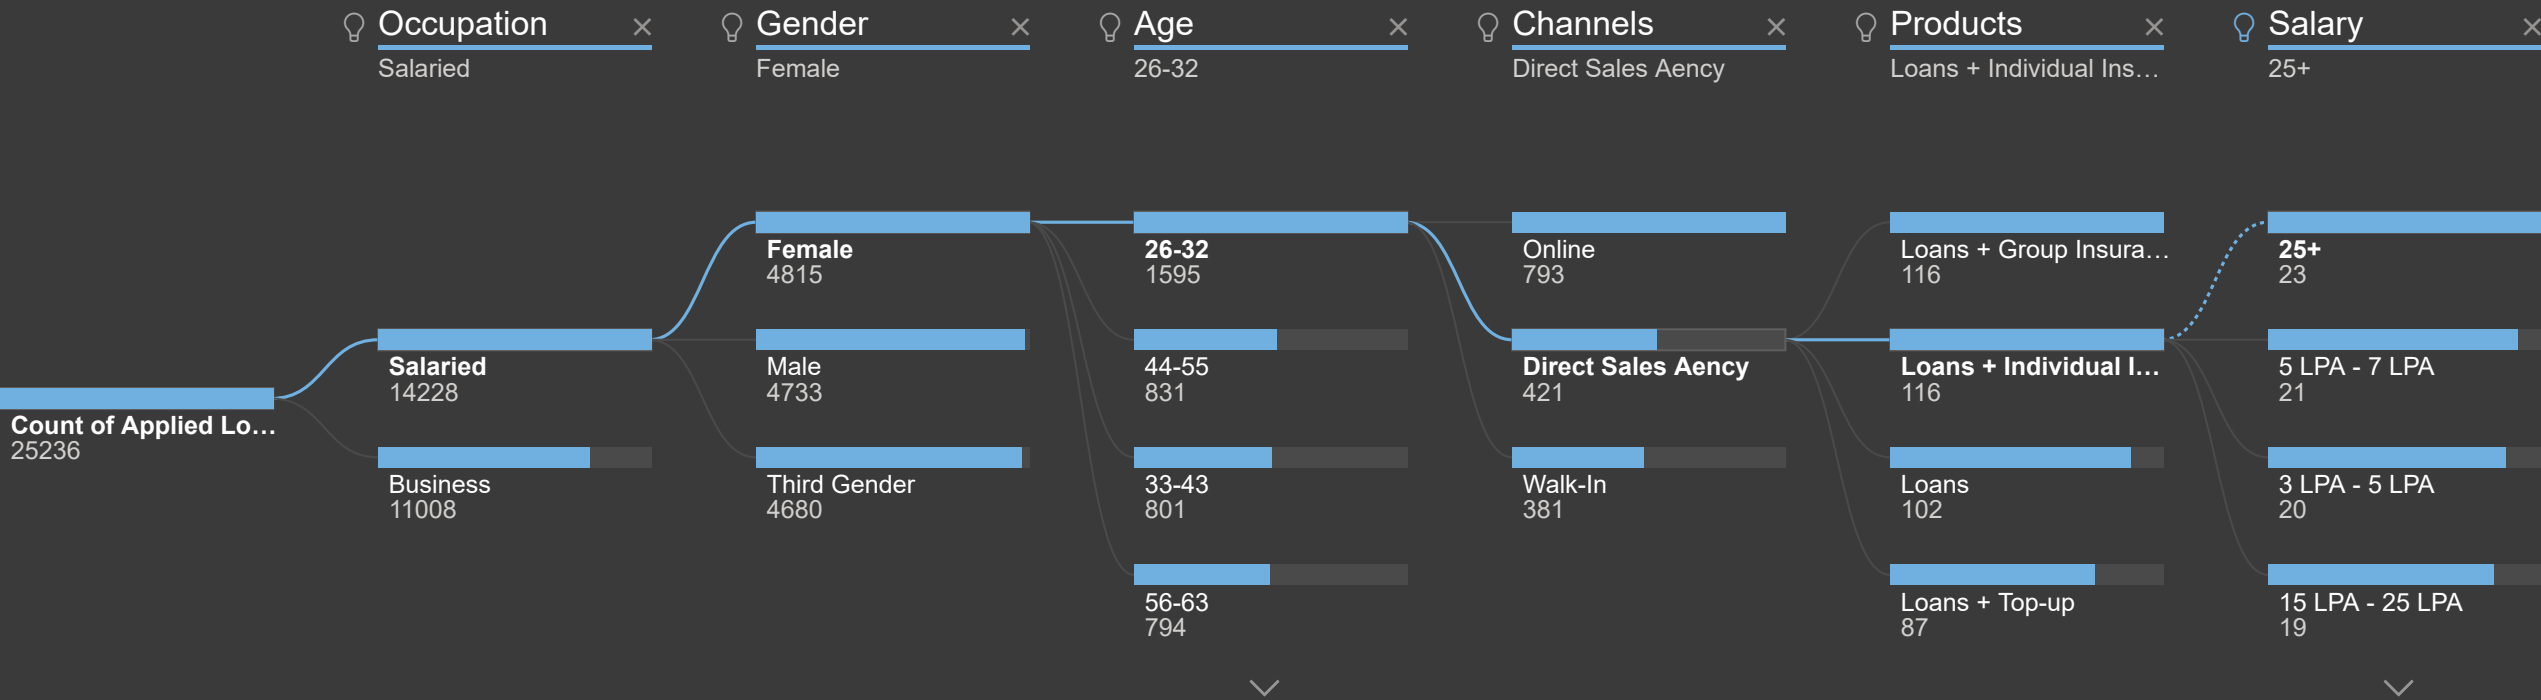 Occupation
Salaried
Gender
Female
Age
26-32
Channels
Direct Sales Aency
Products
Loans + Individual Ins…
Salary
25+
Count of Applied Lo…
25236
Salaried
14228
Business
11008
Female
4815
Male
4733
Third Gender
4680
26-32
1595
44-55
831
33-43
801
56-63
794
Online
793
Direct Sales Aency
421
Walk-In
381
Loans + Group Insura…
116
Loans + Individual I…
116
Loans
102
Loans + Top-up
87
25+
23
5 LPA - 7 LPA
21
3 LPA - 5 LPA
20
15 LPA - 25 LPA
19